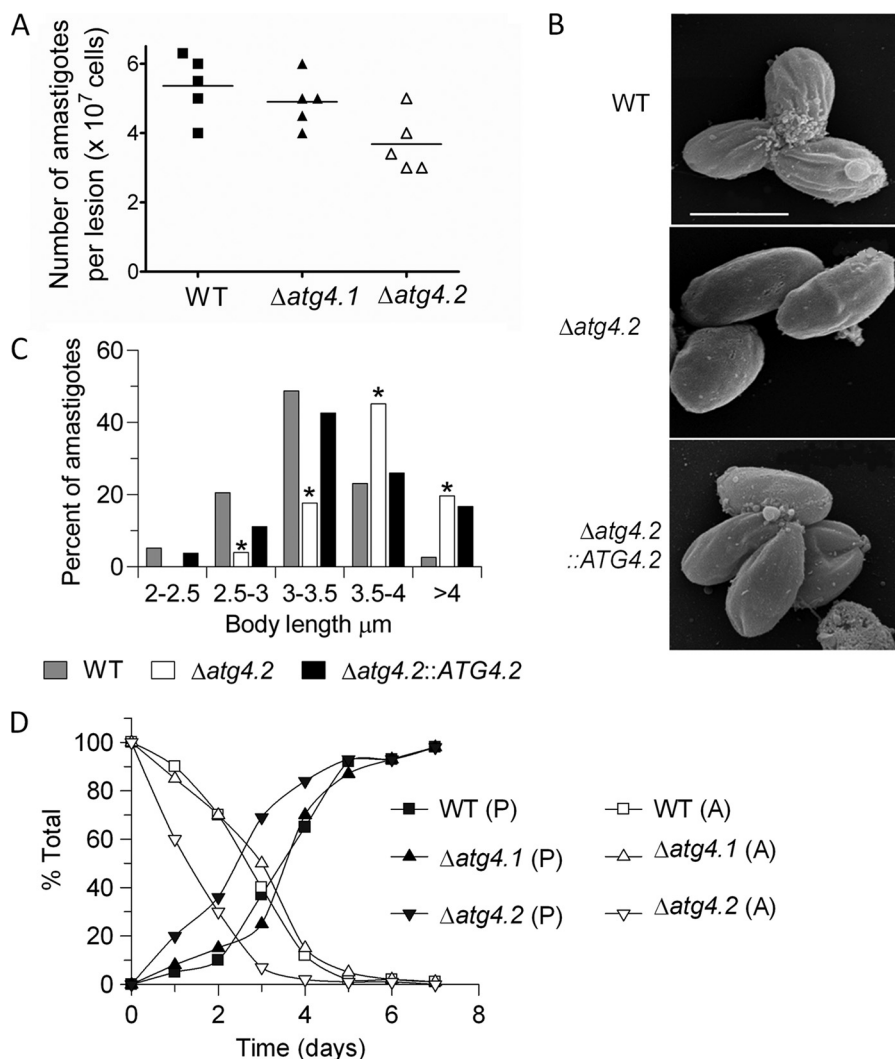 A
Number of amastigotes
per lesion (x 10⁷ cells)
6
4
2
0
WT
Δatg4.1
Δatg4.2
B
WT
Δatg4.2
Δatg4.2
::ATG4.2
C
Percent of amastigotes
60
40
20
0
*
*
*
*
2-2.5
2.5-3
3-3.5
3.5-4
>4
Body length μm
WT
Δatg4.2
Δatg4.2::ATG4.2
D
% Total
100
80
60
40
20
0
0
2
4
6
8
Time (days)
WT (P)
WT (A)
Δatg4.1 (P)
Δatg4.1 (A)
Δatg4.2 (P)
Δatg4.2 (A)